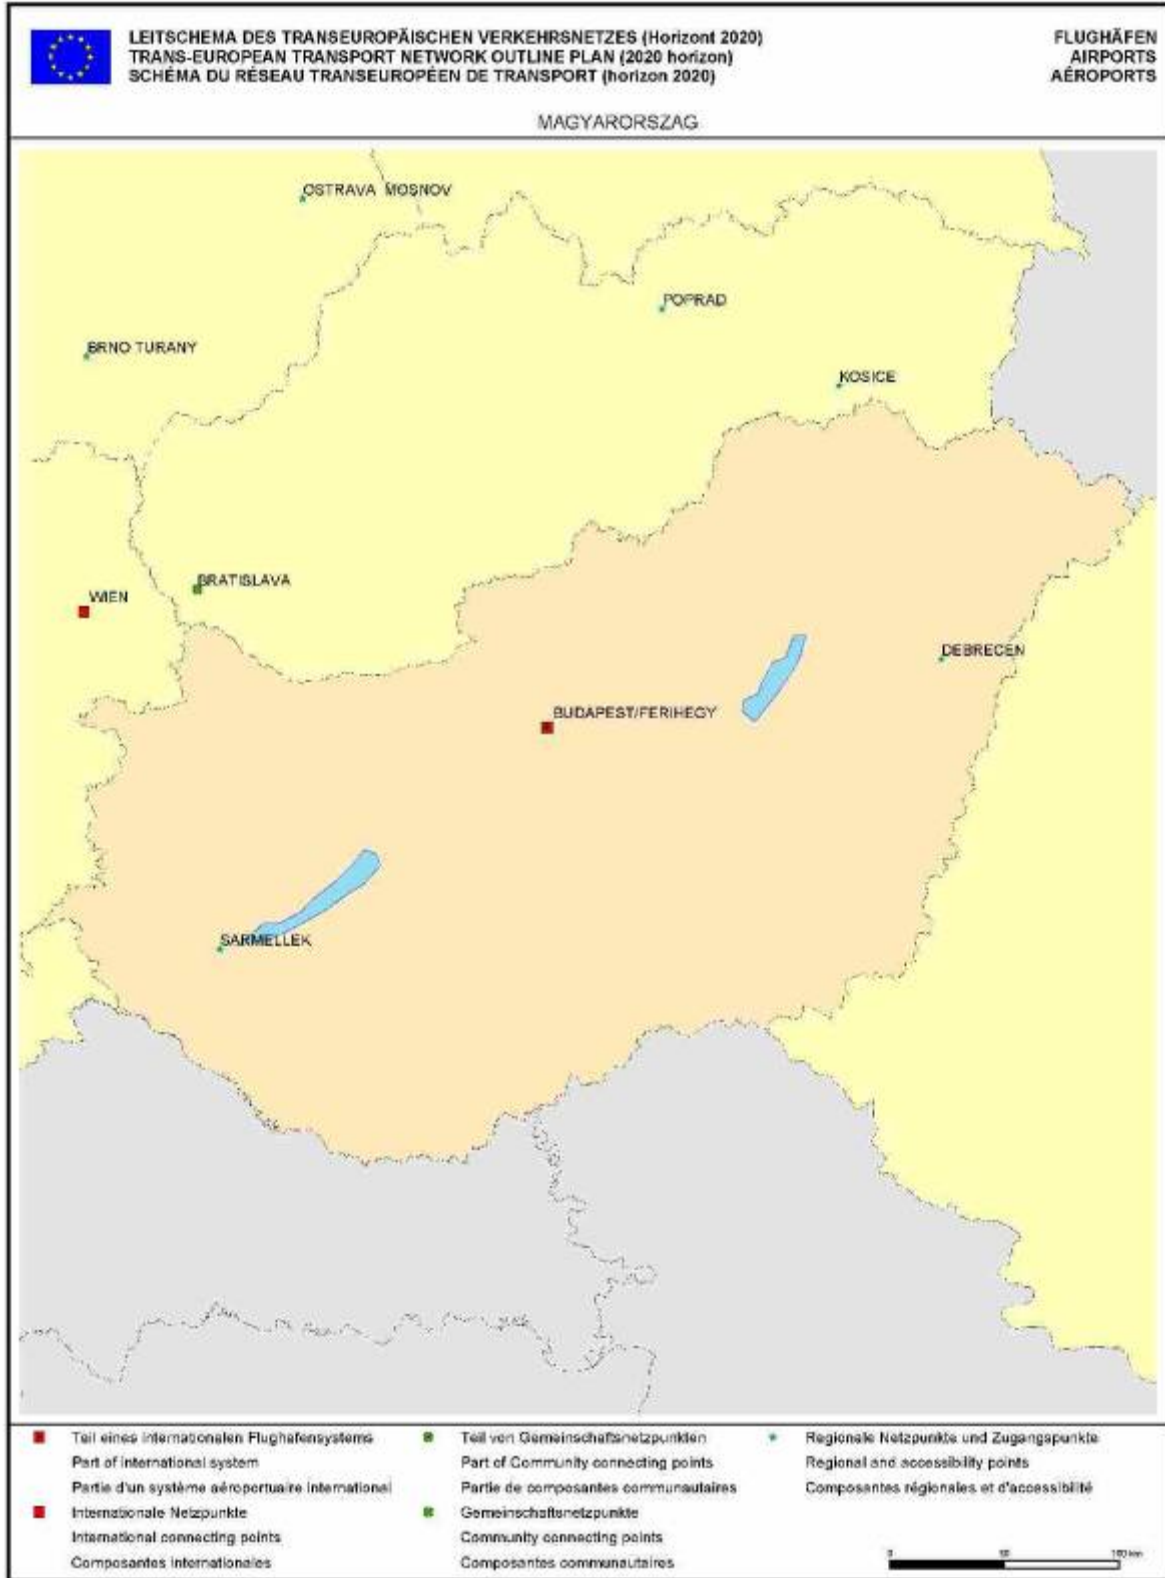 LEITSCHEMA DES TRANSEUROPÄISCHEN VERKEHRSNETZES (Horizont 2020)
TRANS-EUROPEAN TRANSPORT NETWORK OUTLINE PLAN (2020 horizon)
SCHÉMA DU RÉSEAU TRANSEUROPÉEN DE TRANSPORT (horizon 2020)
FLUGHÄFEN
AIRPORTS
AÉROPORTS
MAGYARORSZAG
OSTRAVA MOSNOV
POPRAD
BRNO TURANY
KOSICE
BRATISLAVA
WIEN
DEBRECEN
BUDAPEST/FERIHEGY
SARMELLEK
Teil eines internationalen Flughafensystems
Part of international system
Partie d'un système aéroportuaire international
Internationale Netzpunkte
International connecting points
Composantes internationales
Teil von Gemeinschaftsnetzpunkten
Part of Community connecting points
Partie de composantes communautaires
Gemeinschaftsnetzpunkte
Community connecting points
Composantes communautaires
Regionale Netzpunkte und Zugangspunkte
Regional and accessibility points
Composantes régionales et d'accessibilité
0 50 100 km